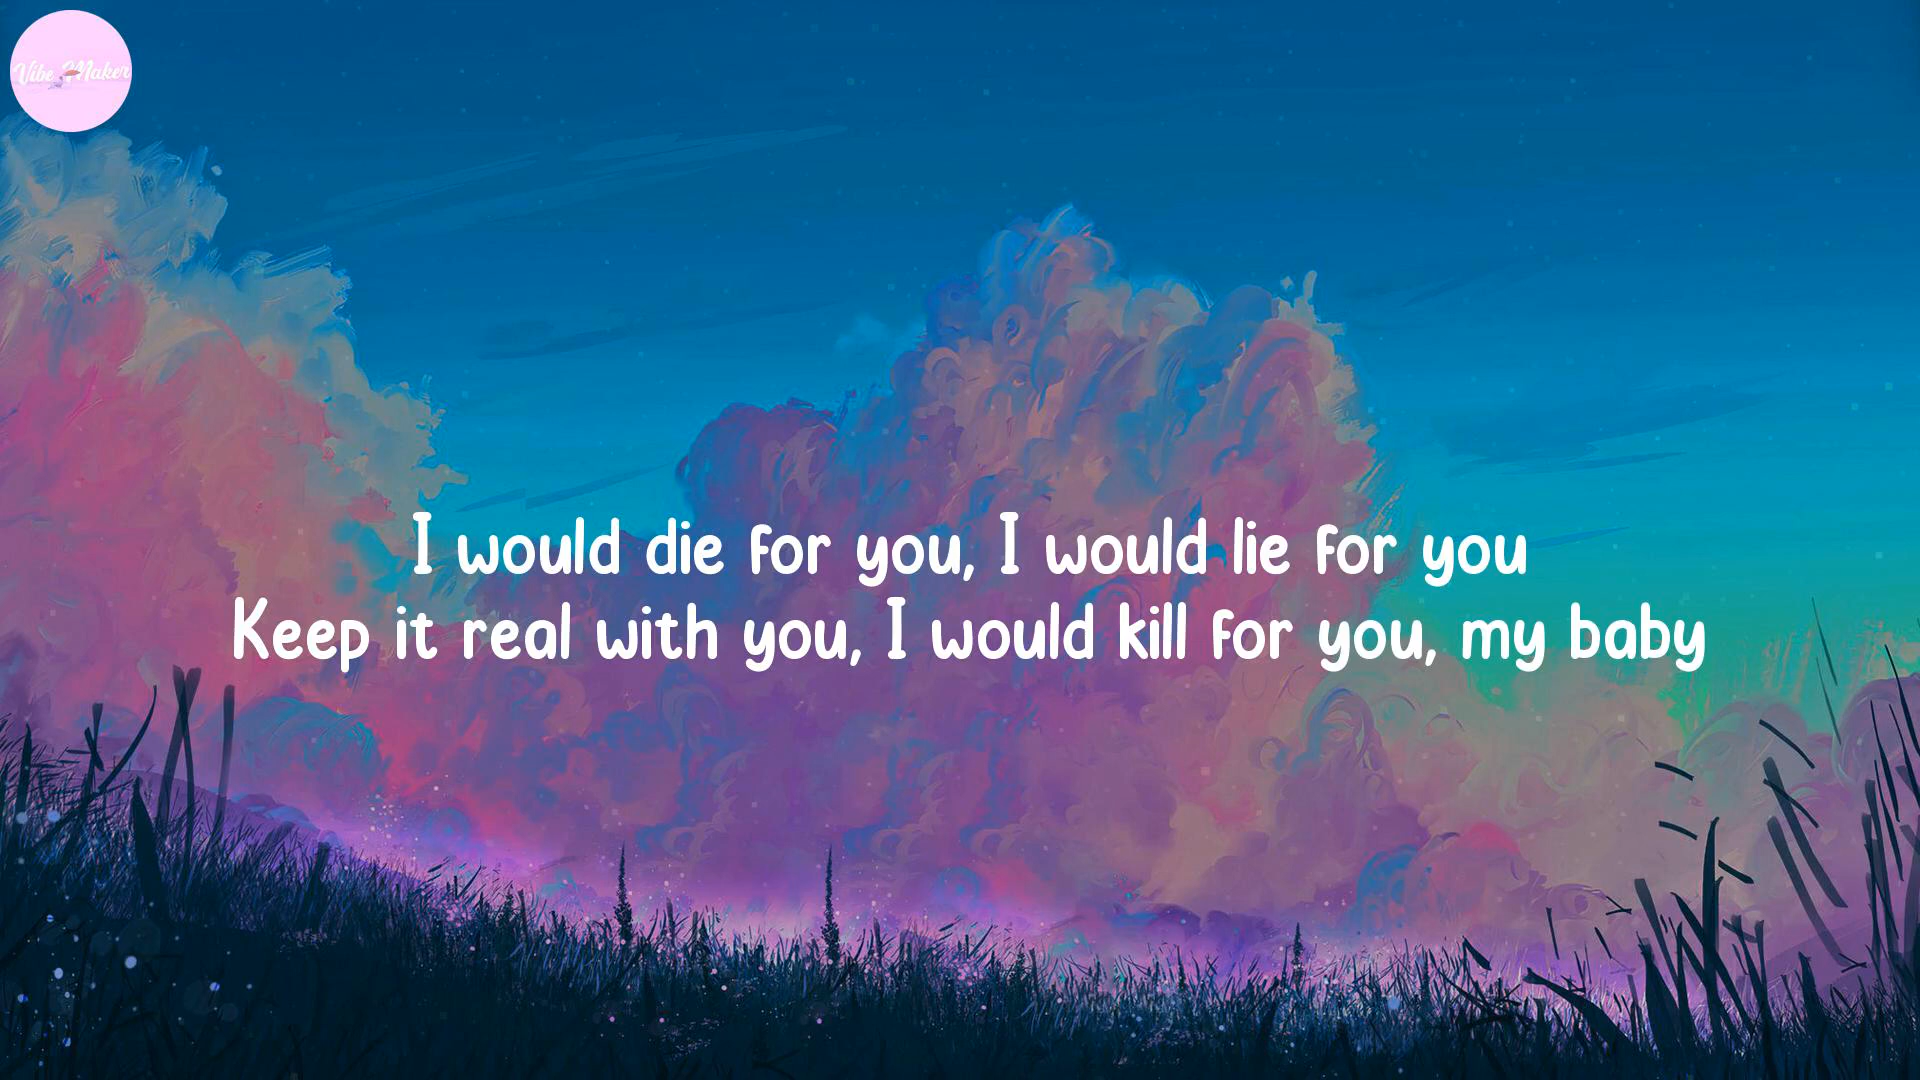 Vibe Maker
I would die for you, I would lie for you
Keep it real with you, I would kill for you, my baby